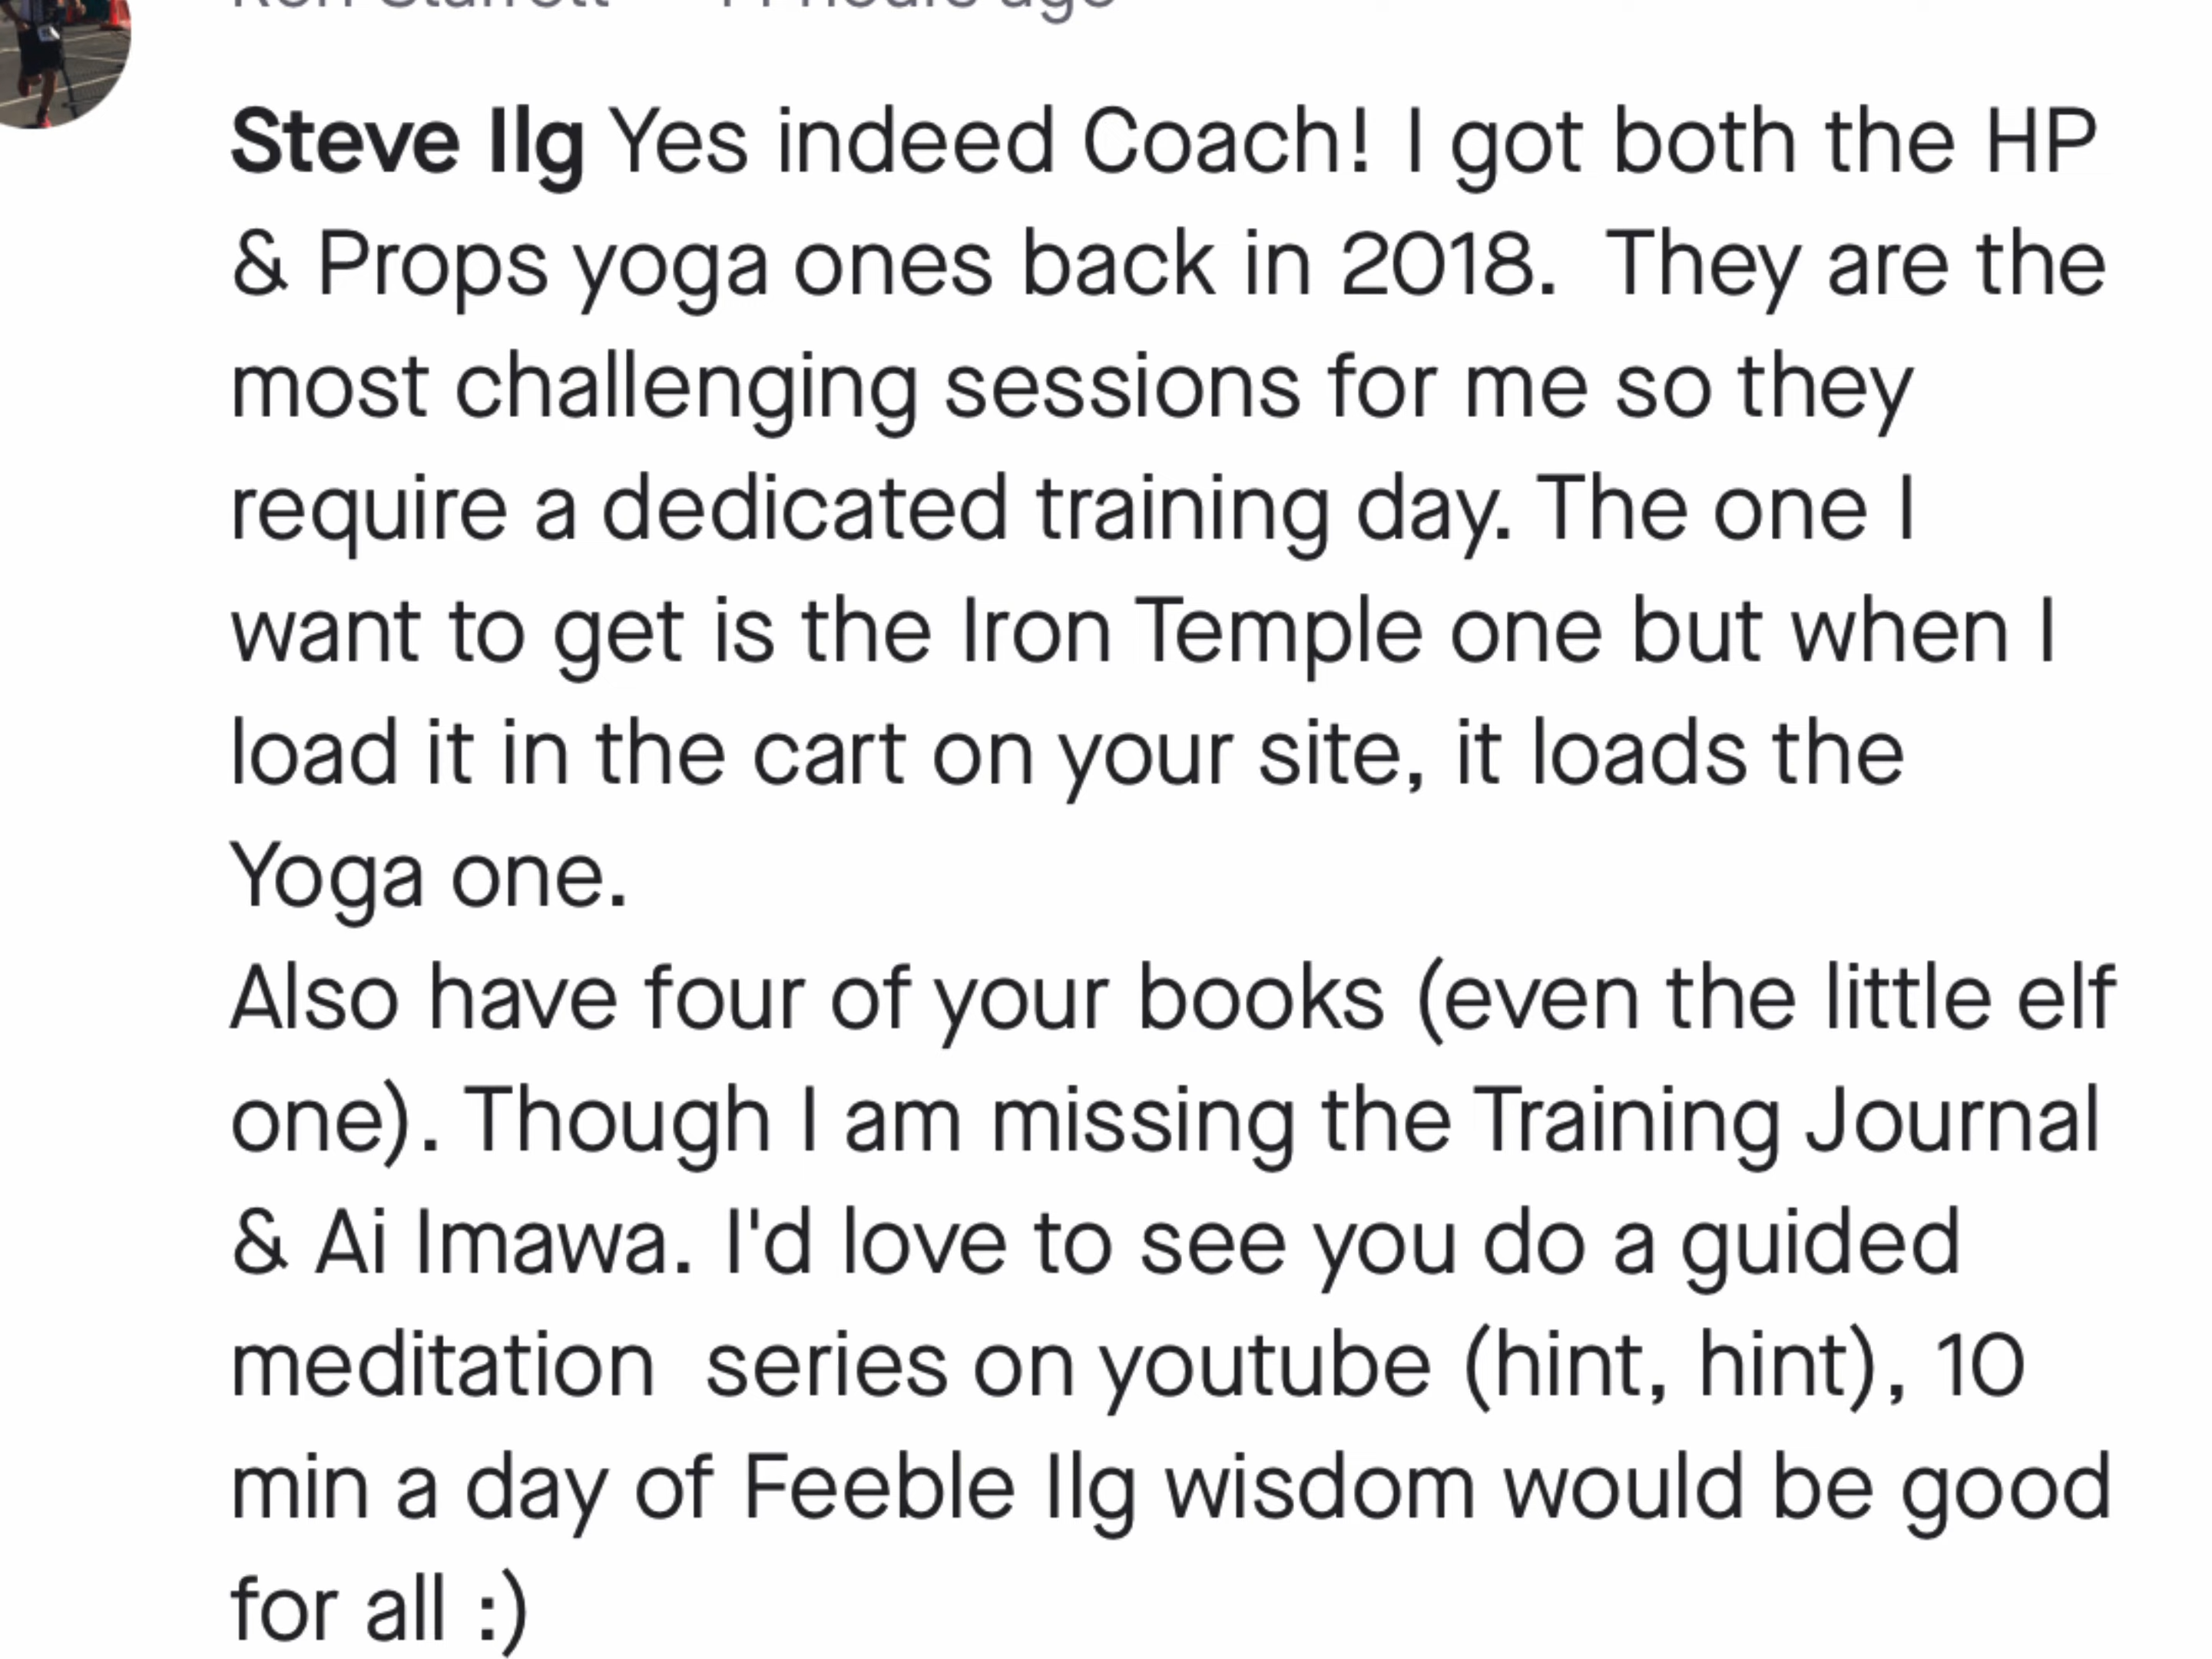 hours ago
Steve Ilg Yes indeed Coach! I got both the HP
& Props yoga ones back in 2018.  They are the
most challenging sessions for me so they
require a dedicated training day. The one I
want to get is the Iron Temple one but when I
load it in the cart on your site, it loads the
Yoga one.
Also have four of your books (even the little elf
one). Though I am missing the Training Journal
& Ai Imawa. I'd love to see you do a guided
meditation  series on youtube (hint, hint), 10
min a day of Feeble Ilg wisdom would be good
for all :)